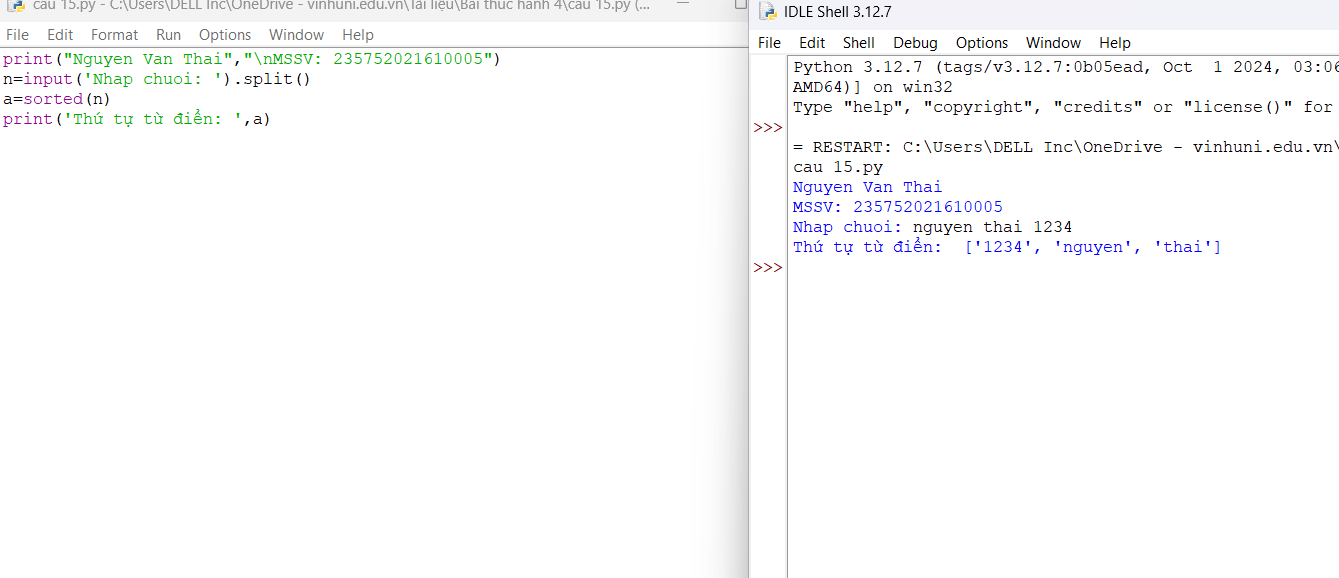 cau 15.py - C:\Users\DELL Inc\OneDrive - vinhuni.edu.vn\Tài liệu\Bài thực hành 4\cau 15.py (...
File Edit Format Run Options Window Help
print("Nguyen Van Thai","\nMSSV: 235752021610005")
n=input('Nhap chuoi: ').split()
a=sorted(n)
print('Thứ tự từ điển: ',a)
IDLE Shell 3.12.7
File Edit Shell Debug Options Window Help
Python 3.12.7 (tags/v3.12.7:0b05ead, Oct  1 2024, 03:06
AMD64)] on win32
Type "help", "copyright", "credits" or "license()" for
>>>
= RESTART: C:\Users\DELL Inc\OneDrive - vinhuni.edu.vn\
cau 15.py
Nguyen Van Thai
MSSV: 235752021610005
Nhap chuoi: nguyen thai 1234
Thứ tự từ điển:  ['1234', 'nguyen', 'thai']
>>>